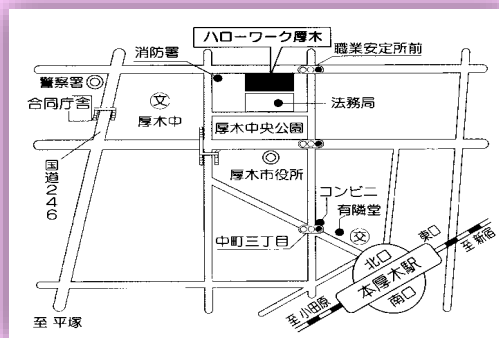 ハローワーク厚木
消防署
職業安定所前
警察署
合同庁舎
文
厚木中
法務局
厚木中央公園
国道246
厚木市役所
コンビニ
有隣堂
中町三丁目
交
北口
東口
至新宿
本厚木駅
南口
至小田原
至 平塚